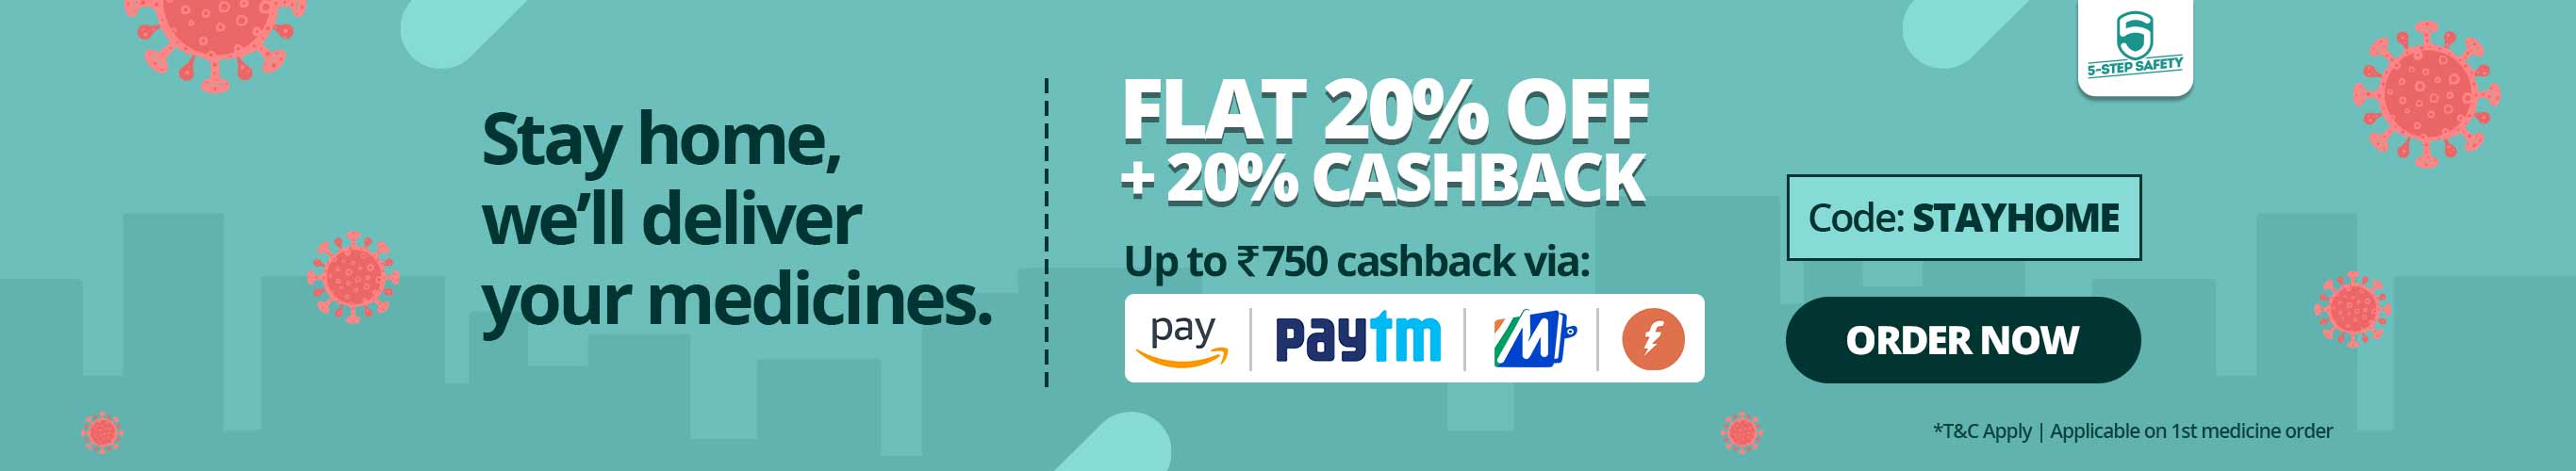 Stay home,
we’ll deliver
your medicines.
FLAT 20% OFF
+ 20% CASHBACK
Up to ₹750 cashback via:
pay
paytm
M
f
5
5-STEP SAFETY
Code: STAYHOME
ORDER NOW
*T&C Apply | Applicable on 1st medicine order